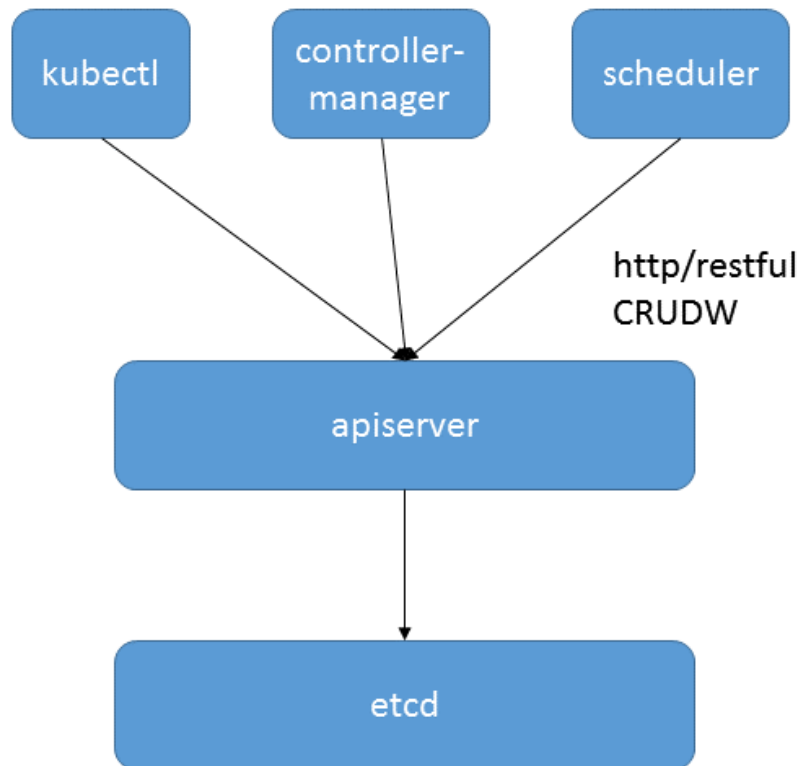 kubectl
controller-
manager
scheduler
http/restful
CRUDW
apiserver
etcd